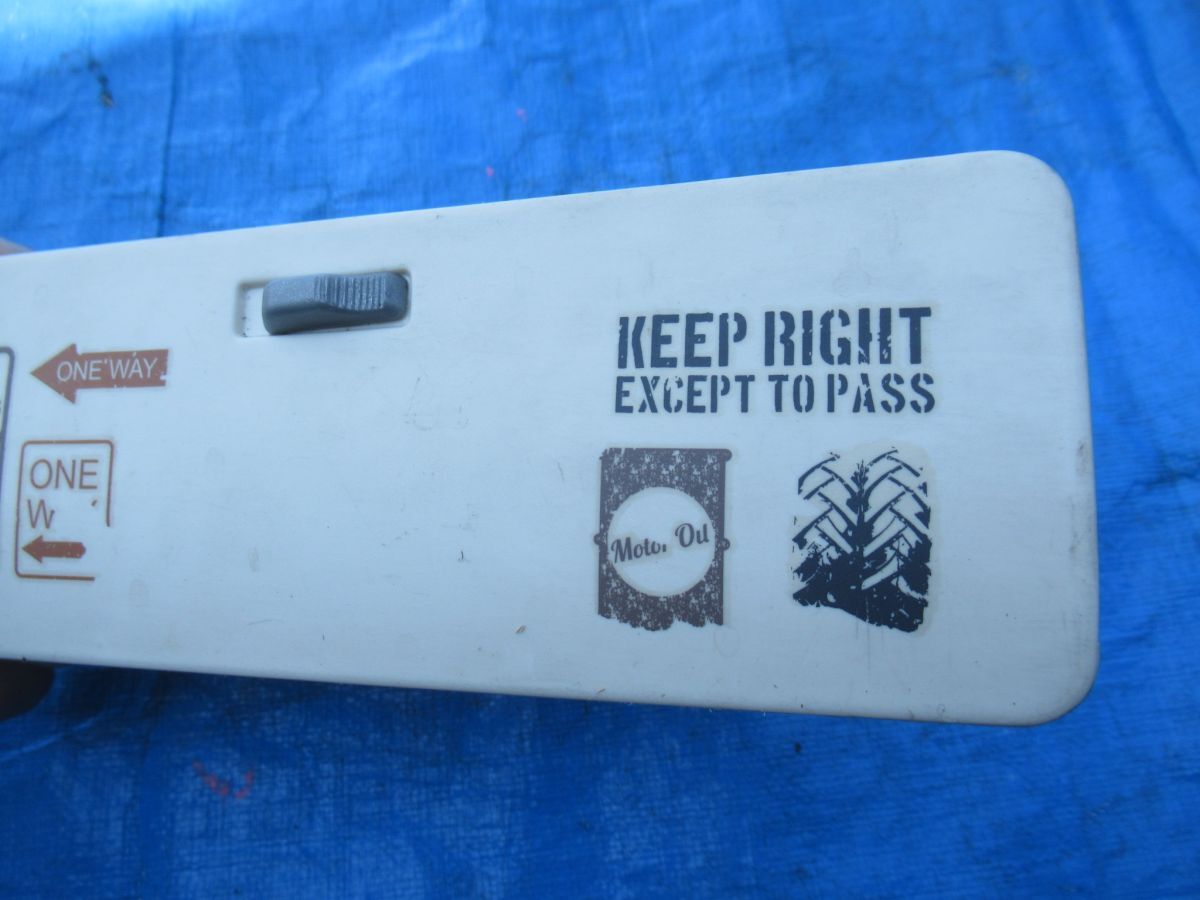 ONE WAY
ONE
W
KEEP RIGHT
EXCEPT TO PASS
Motor Oil